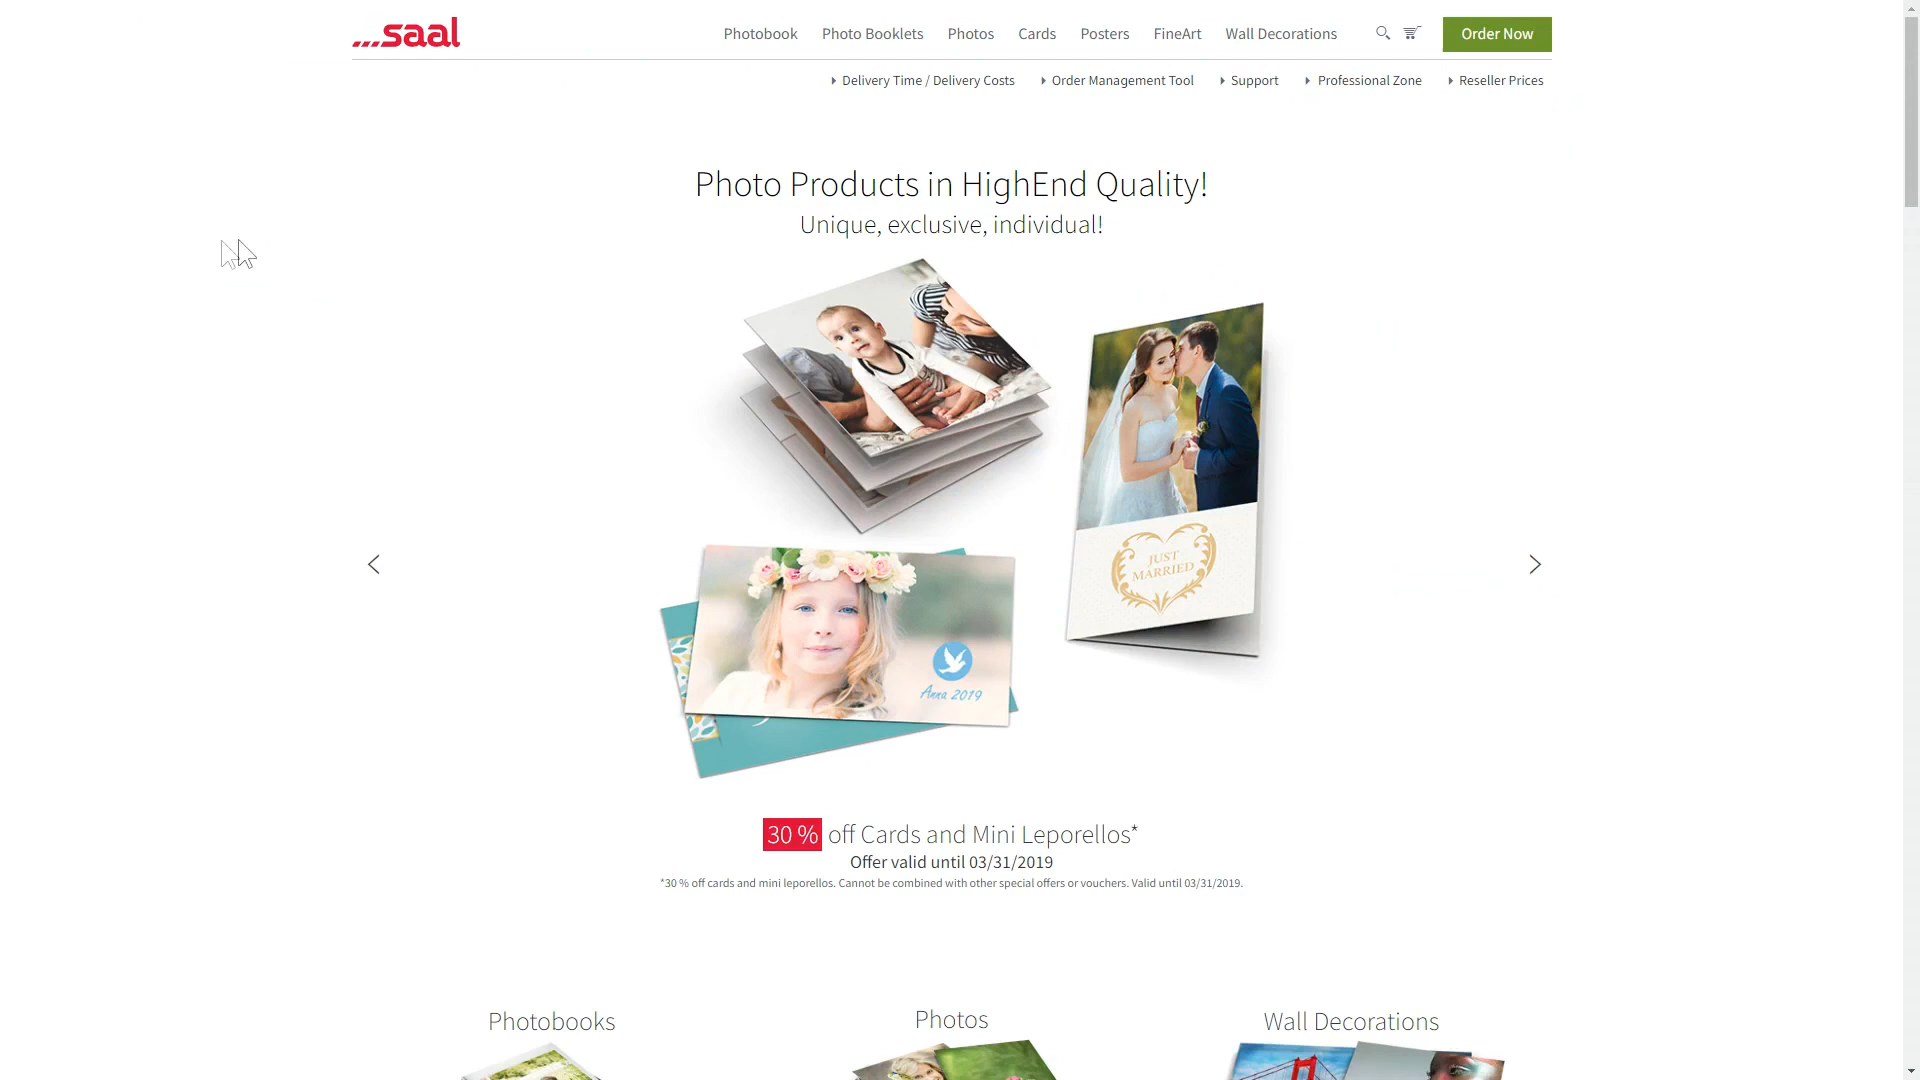 ...saal
Photobook Photo Booklets Photos Cards Posters FineArt Wall Decorations Order Now
Delivery Time / Delivery Costs Order Management Tool Support Professional Zone Reseller Prices
Photo Products in HighEnd Quality!
Unique, exclusive, individual!
JUST
MARRIED
Anna 2019
30 % off Cards and Mini Leporellos*
Offer valid until 03/31/2019
*30 % off cards and mini leporellos. Cannot be combined with other special offers or vouchers. Valid until 03/31/2019.
Photobooks Photos Wall Decorations